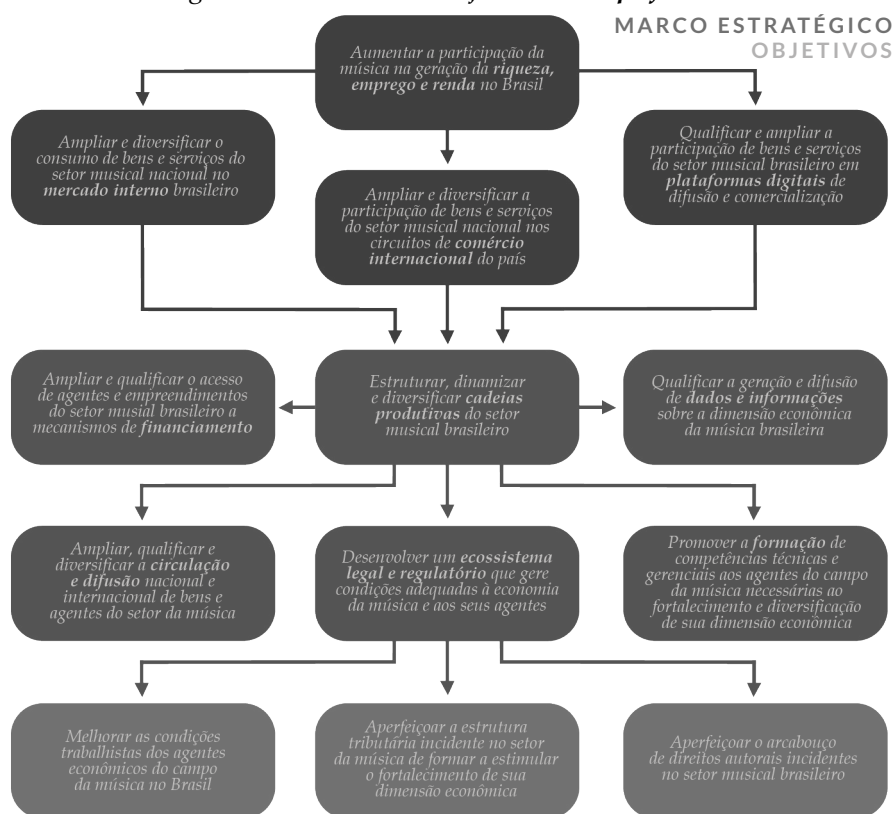 MARCO ESTRATÉGICO
OBJETIVOS
Aumentar a participação da
música na geração da riqueza,
emprego e renda no Brasil
Ampliar e diversificar o
consumo de bens e serviços do
setor musical nacional no
mercado interno brasileiro
Ampliar e diversificar a
participação de bens e serviços
do setor musical nacional nos
circuitos de comércio
internacional do país
Qualificar e ampliar a
participação de bens e serviços
do setor musical brasileiro em
plataformas digitais de
difusão e comercialização
Ampliar e qualificar o acesso
de agentes e empreendimentos
do setor musial brasileiro a
mecanismos de financiamento
Estruturar, dinamizar
e diversificar cadeias
produtivas do setor
musical brasileiro
Qualificar a geração e difusão
de dados e informações
sobre a dimensão econômica
da música brasileira
Ampliar, qualificar e
diversificar a circulação
e difusão nacional e
internacional de bens e
agentes do setor da música
Desenvolver um ecossistema
legal e regulatório que gere
condições adequadas à economia
da música e aos seus agentes
Promover a formação de
competências técnicas e
gerenciais aos agentes do campo
da música necessárias ao
fortalecimento e diversificação
de sua dimensão econômica
Melhorar as condições
trabalhistas dos agentes
econômicos do campo
da música no Brasil
Aperfeiçoar a estrutura
tributária incidente no setor
da música de formar a estimular
o fortalecimento de sua
dimensão econômica
Aperfeiçoar o arcabouço
de direitos autorais incidentes
no setor musical brasileiro